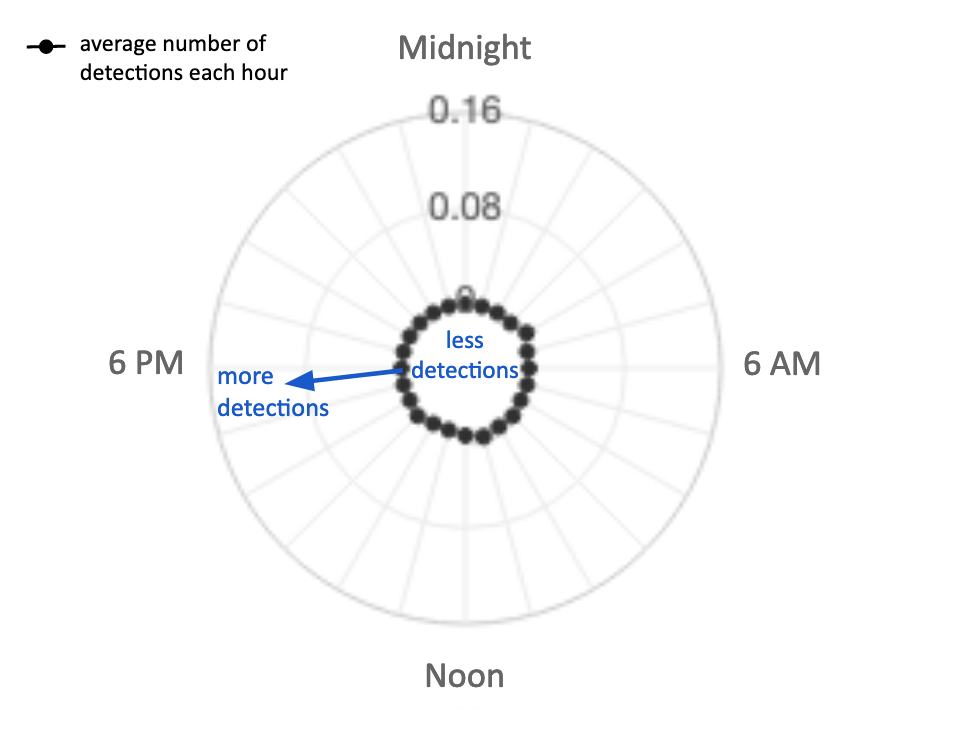 average number of
detections each hour
Midnight
0.16
0.08
0
less
detections
6 PM
6 AM
more
detections
Noon